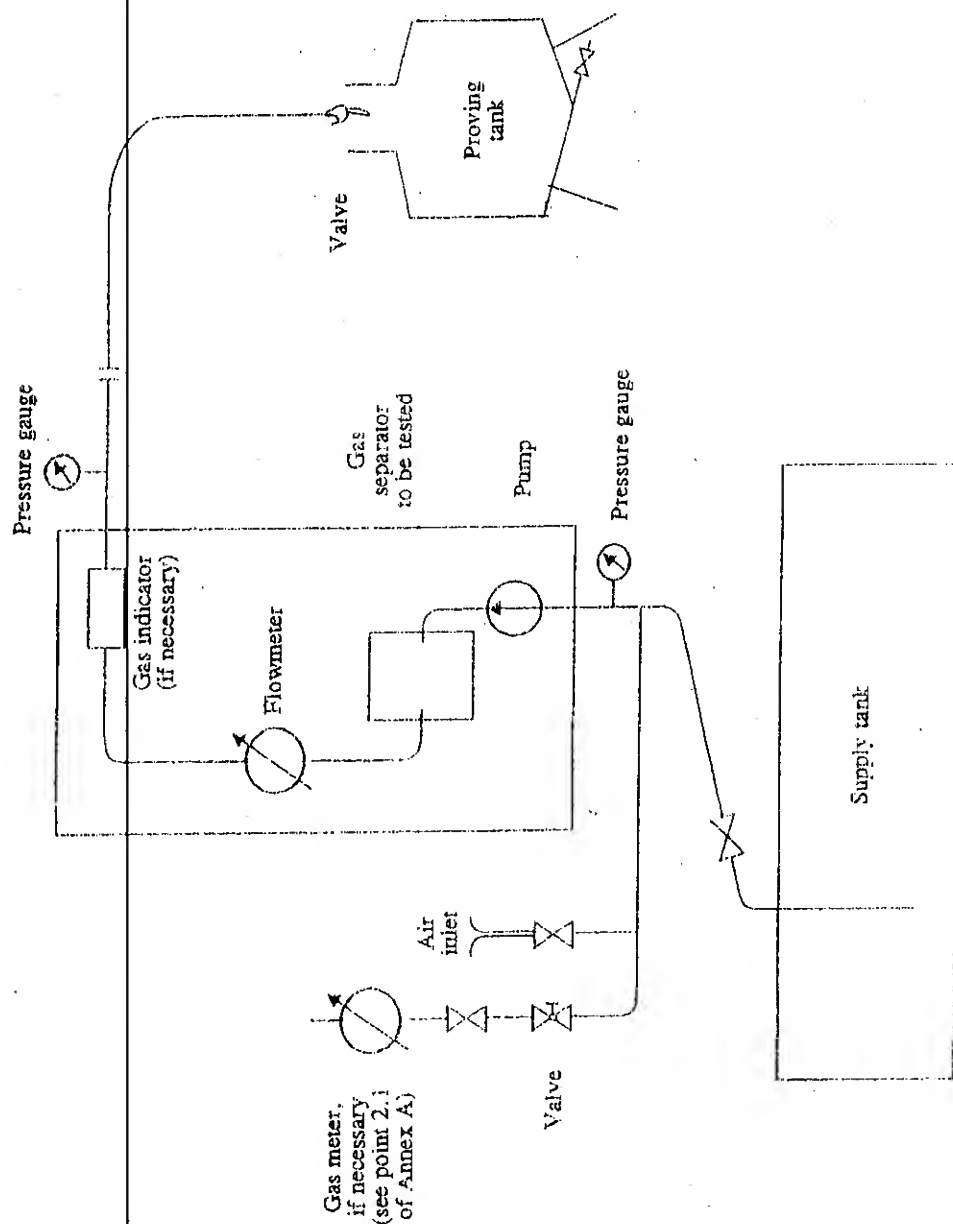 Pressure gauge
Gas indicator
(if necessary)
Flowmeter
Gas
separator
to be tested
Pump
Pressure gauge
Valve
Proving
tank
Air
inlet
Gas meter,
if necessary
(see point 2.1
of Annex A)
Valve
Supply tank